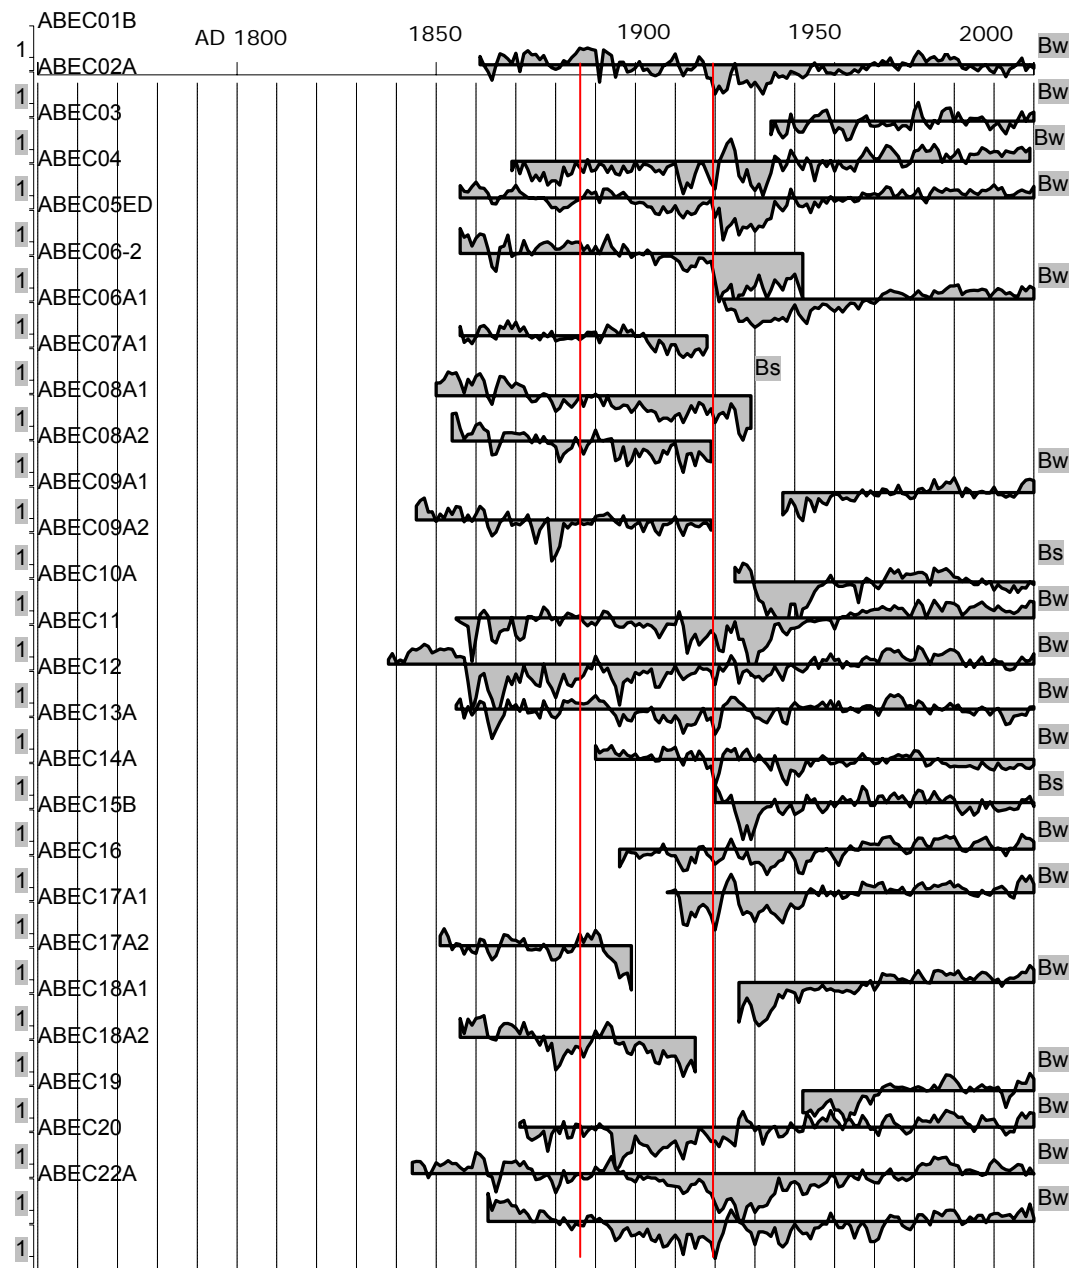 ABEC01B
AD 1800 1850 1900 1950 2000
1 Bw
ABEC02A
1 Bw
ABEC03
1 Bw
ABEC04
1 Bw
ABEC05ED
1
ABEC06-2
1 Bw
ABEC06A1
1
ABEC07A1
1 Bs
ABEC08A1
1
ABEC08A2
1 Bw
ABEC09A1
1
ABEC09A2
1 Bs
ABEC10A
1 Bw
ABEC11
1 Bw
ABEC12
1 Bw
ABEC13A
1 Bw
ABEC14A
1 Bs
ABEC15B
1 Bw
ABEC16
1 Bw
ABEC17A1
1
ABEC17A2
1 Bw
ABEC18A1
1
ABEC18A2
1 Bw
ABEC19
1 Bw
ABEC20
1 Bw
ABEC22A
1 Bw
1